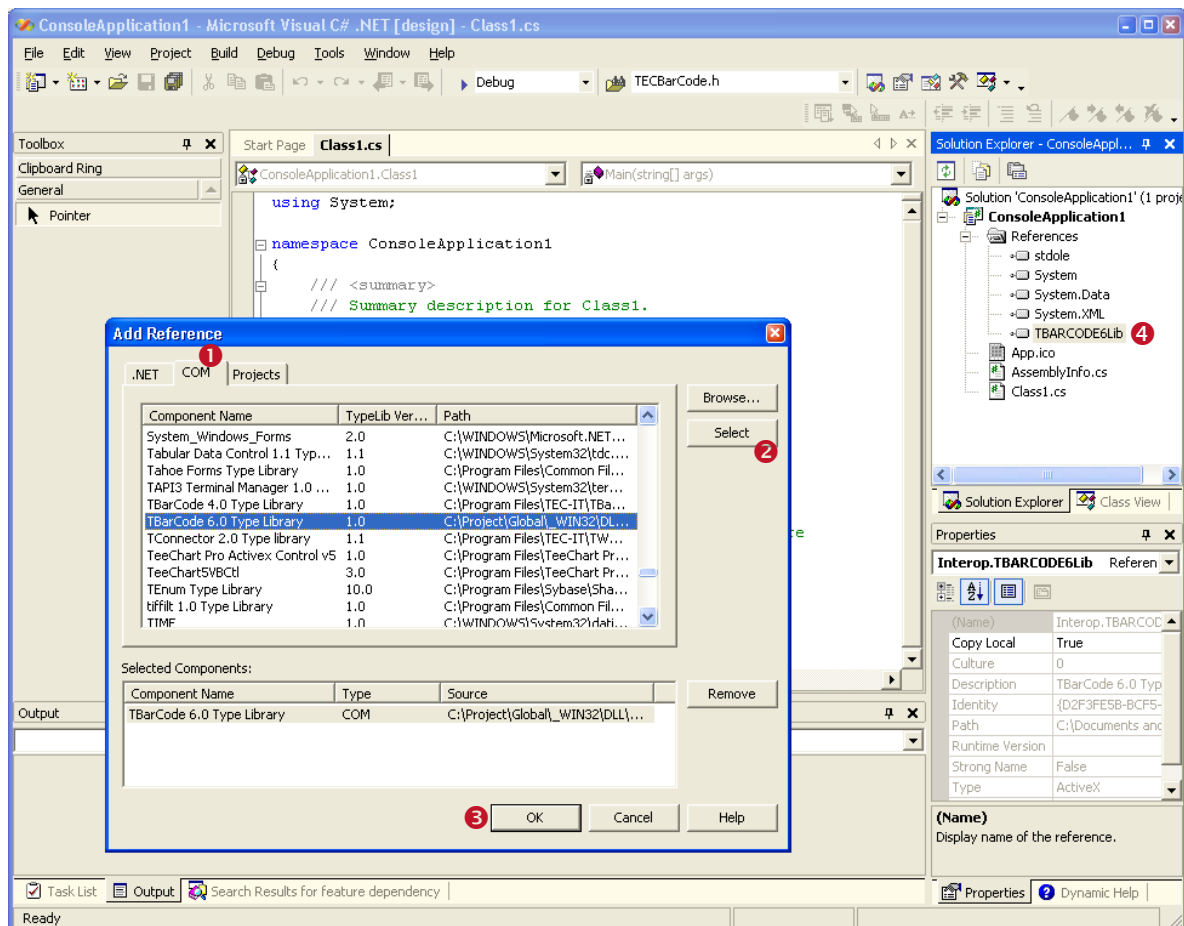 ConsoleApplication1 - Microsoft Visual C# .NET [design] - Class1.cs
File Edit View Project Build Debug Tools Window Help
Debug TECBarCode.h
Toolbox
Clipboard Ring
General
Pointer
Start Page Class1.cs
ConsoleApplication1.Class1 Main(string[] args)
using System;
namespace ConsoleApplication1
{
/// <summary>
/// Summary description for Class1.
Add Reference
1
.NET COM Projects
Component Name TypeLib Ver... Path
System_Windows_Forms 2.0 C:\WINDOWS\Microsoft.NET...
Tabular Data Control 1.1 Typ... 1.1 C:\WINDOWS\System32\tdc....
Tahoe Forms Type Library 1.0 C:\Program Files\Common Fil...
TAPI3 Terminal Manager 1.0 ... 1.0 C:\WINDOWS\System32\ter...
TBarCode 4.0 Type Library 1.0 C:\Program Files\TEC-IT\TBa...
TBarCode 6.0 Type Library 1.0 C:\Project\Global\_WIN32\DL...
TConnector 2.0 Type library 1.1 C:\Program Files\TEC-IT\TW...
TeeChart Pro Activex Control v5 1.0 C:\Program Files\TeeChart Pr...
TeeChart5VBCtl 3.0 C:\Program Files\TeeChart Pr...
TEnum Type Library 10.0 C:\Program Files\Sybase\Sha...
tiffilt 1.0 Type Library 1.0 C:\Program Files\Common Fil...
TIME 1.0 C:\WINDOWS\System32\dati...
Browse...
Select
2
Selected Components:
Component Name Type Source
TBarCode 6.0 Type Library COM C:\Project\Global\_WIN32\DLL\...
Remove
3 OK Cancel Help
e
Output
Task List Output Search Results for feature dependency
Ready
Solution Explorer - ConsoleAppl...
Solution 'ConsoleApplication1' (1 proje
ConsoleApplication1
References
stdole
System
System.Data
System.XML
TBARCODE6Lib 4
App.ico
AssemblyInfo.cs
Class1.cs
Solution Explorer Class View
Properties
Interop.TBARCODE6Lib Referen
(Name) Interop.TBARCOD
Copy Local True
Culture 0
Description TBarCode 6.0 Typ
Identity {D2F3FE5B-BCF5-
Path C:\Documents and
Runtime Version
Strong Name False
Type ActiveX
(Name)
Display name of the reference.
Properties Dynamic Help